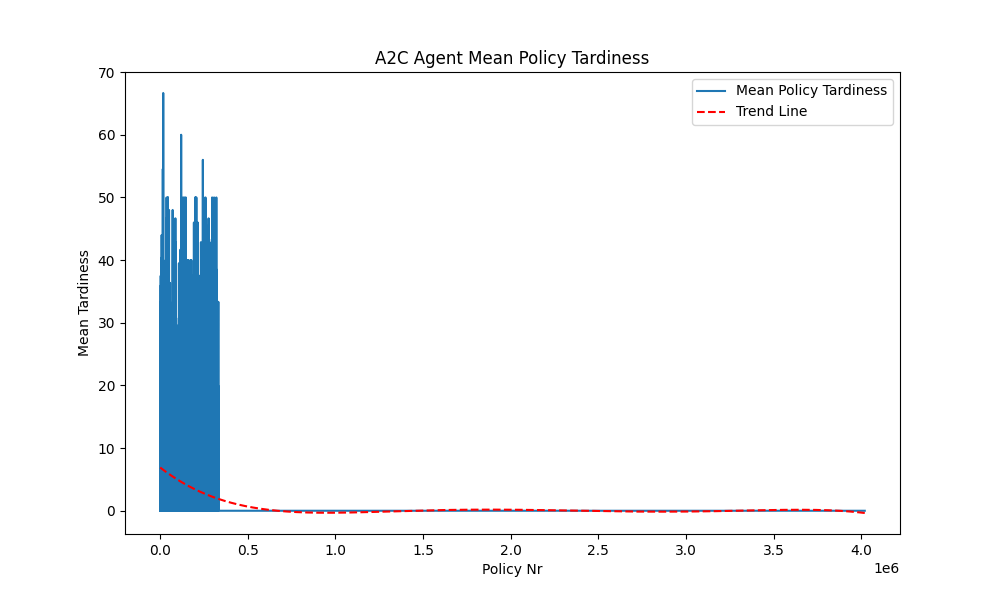 A2C Agent Mean Policy Tardiness
Mean Policy Tardiness
Trend Line
Mean Tardiness
70
60
50
40
30
20
10
0
0.0 0.5 1.0 1.5 2.0 2.5 3.0 3.5 4.0
1e6
Policy Nr